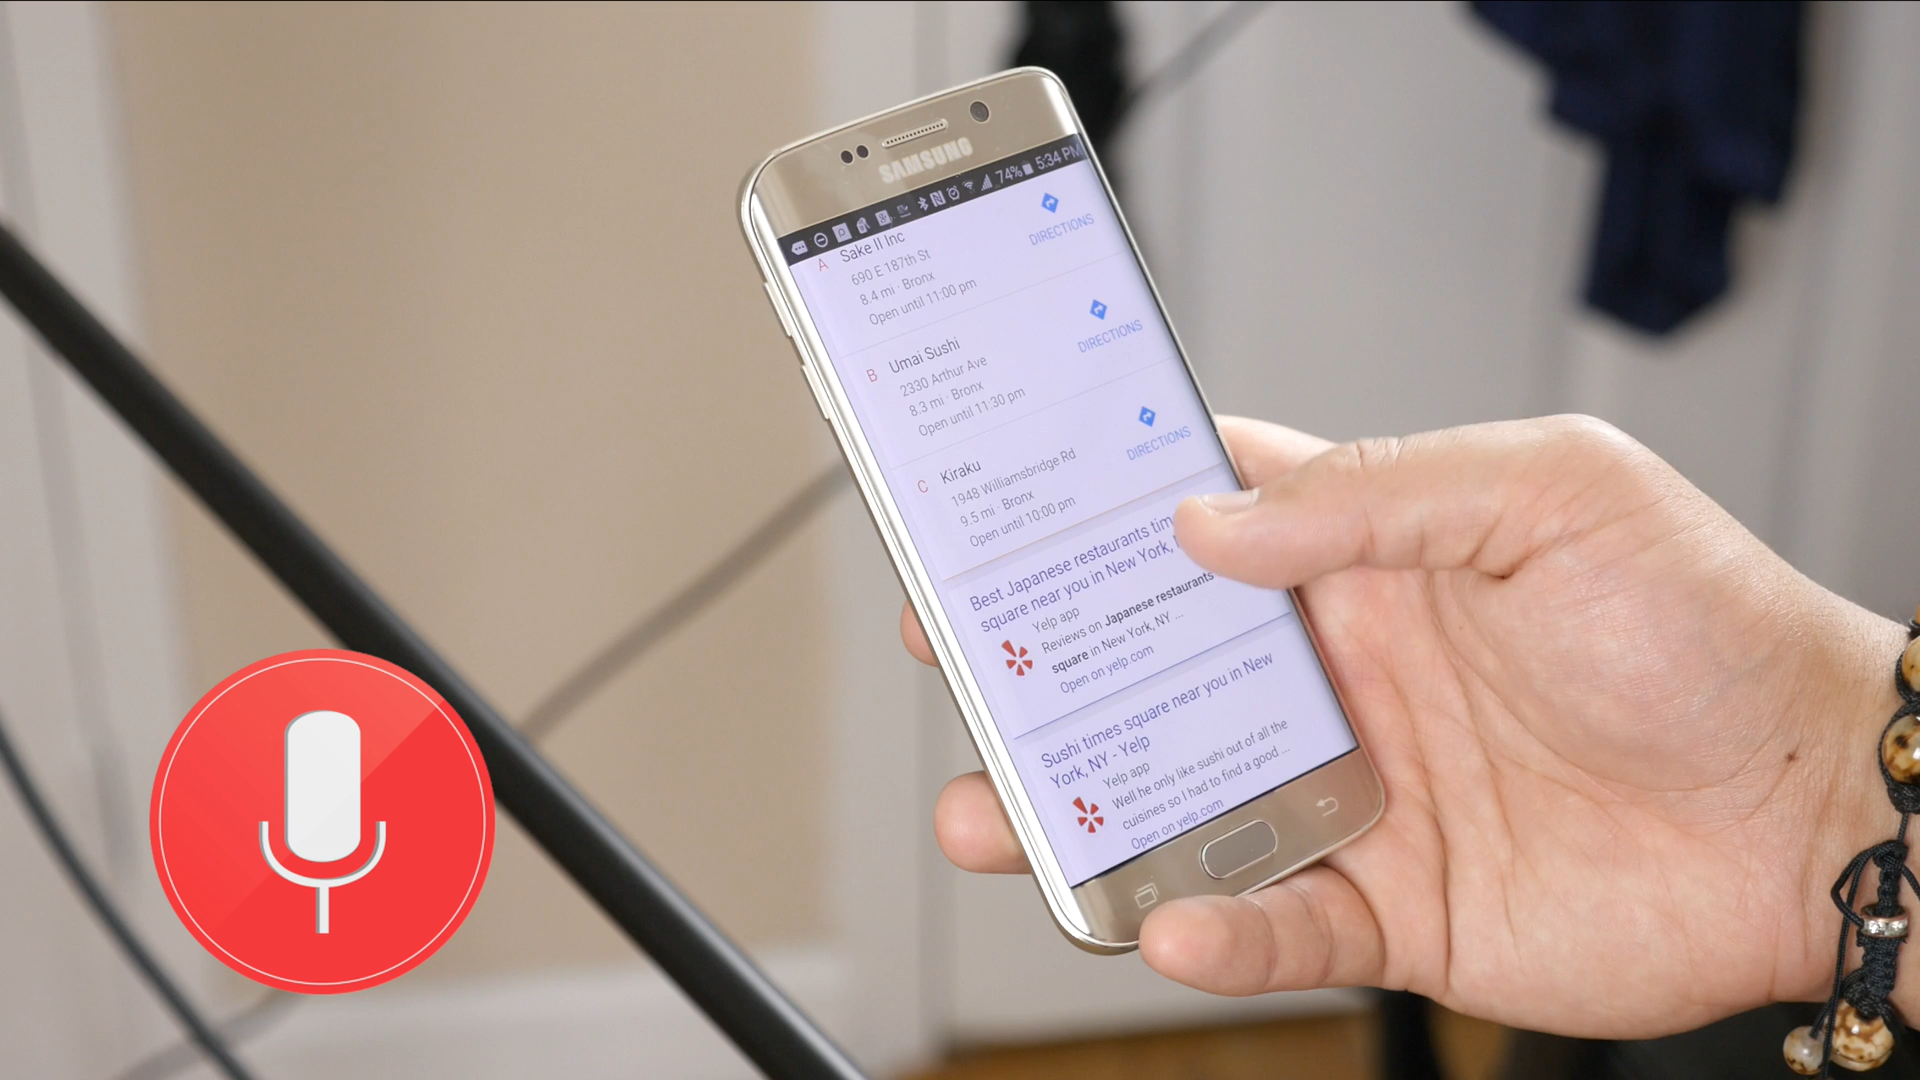 SAMSUNG
74% 5:34 PM
A Sake II Inc
690 E 187th St
8.4 mi · Bronx
Open until 11:00 pm
DIRECTIONS
B Umai Sushi
2330 Arthur Ave
8.3 mi · Bronx
Open until 11:30 pm
DIRECTIONS
C Kiraku
1948 Williamsbridge Rd
9.5 mi · Bronx
Open until 10:00 pm
DIRECTIONS
Best Japanese restaurants tim
square near you in New York,
Yelp app
Reviews on Japanese restaurants
square in New York, NY ...
Open on yelp.com
Sushi times square near you in New
York, NY - Yelp
Yelp app
Well he only like sushi out of all the
cuisines so I had to find a good ...
Open on yelp.com